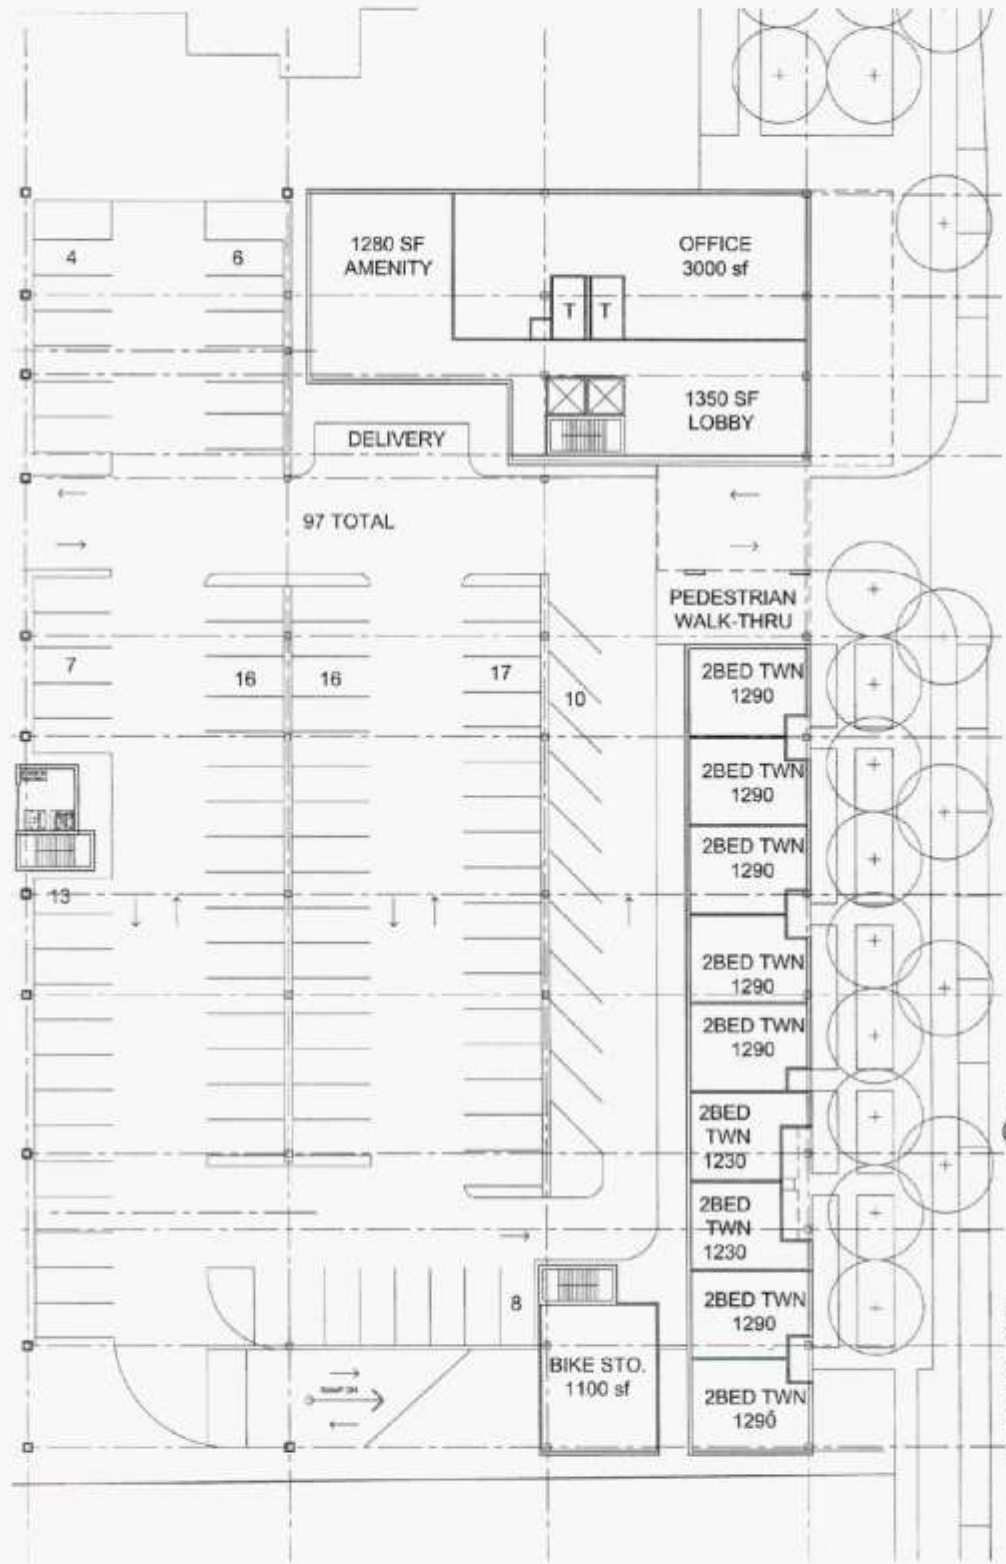 1280 SF
AMENITY
OFFICE
3000 sf
4
6
T
T
1350 SF
LOBBY
DELIVERY
97 TOTAL
PEDESTRIAN
WALK-THRU
7
16
16
17
10
2BED TWN
1290
2BED TWN
1290
2BED TWN
1290
13
2BED TWN
1290
2BED TWN
1290
2BED
TWN
1230
2BED
TWN
1230
8
2BED TWN
1290
BIKE STO.
1100 sf
2BED TWN
1290